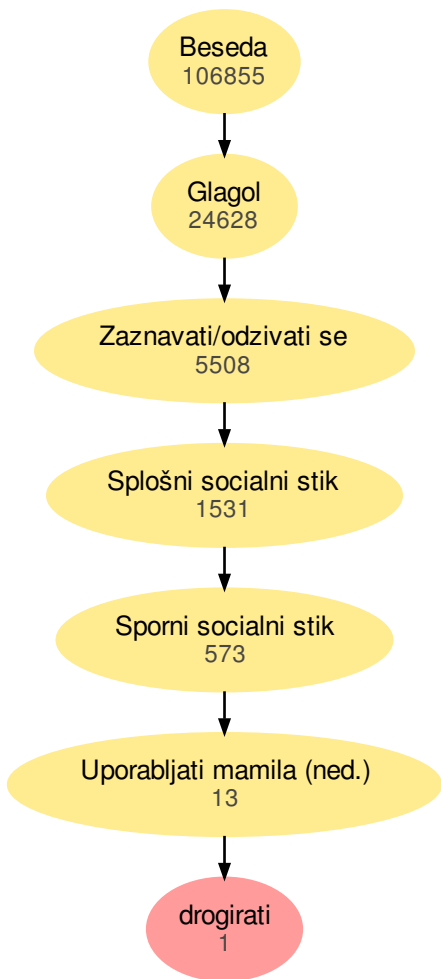 Beseda
106855
Glagol
24628
Zaznavati/odzivati se
5508
Splošni socialni stik
1531
Sporni socialni stik
573
Uporabljati mamila (ned.)
13
drogirati
1